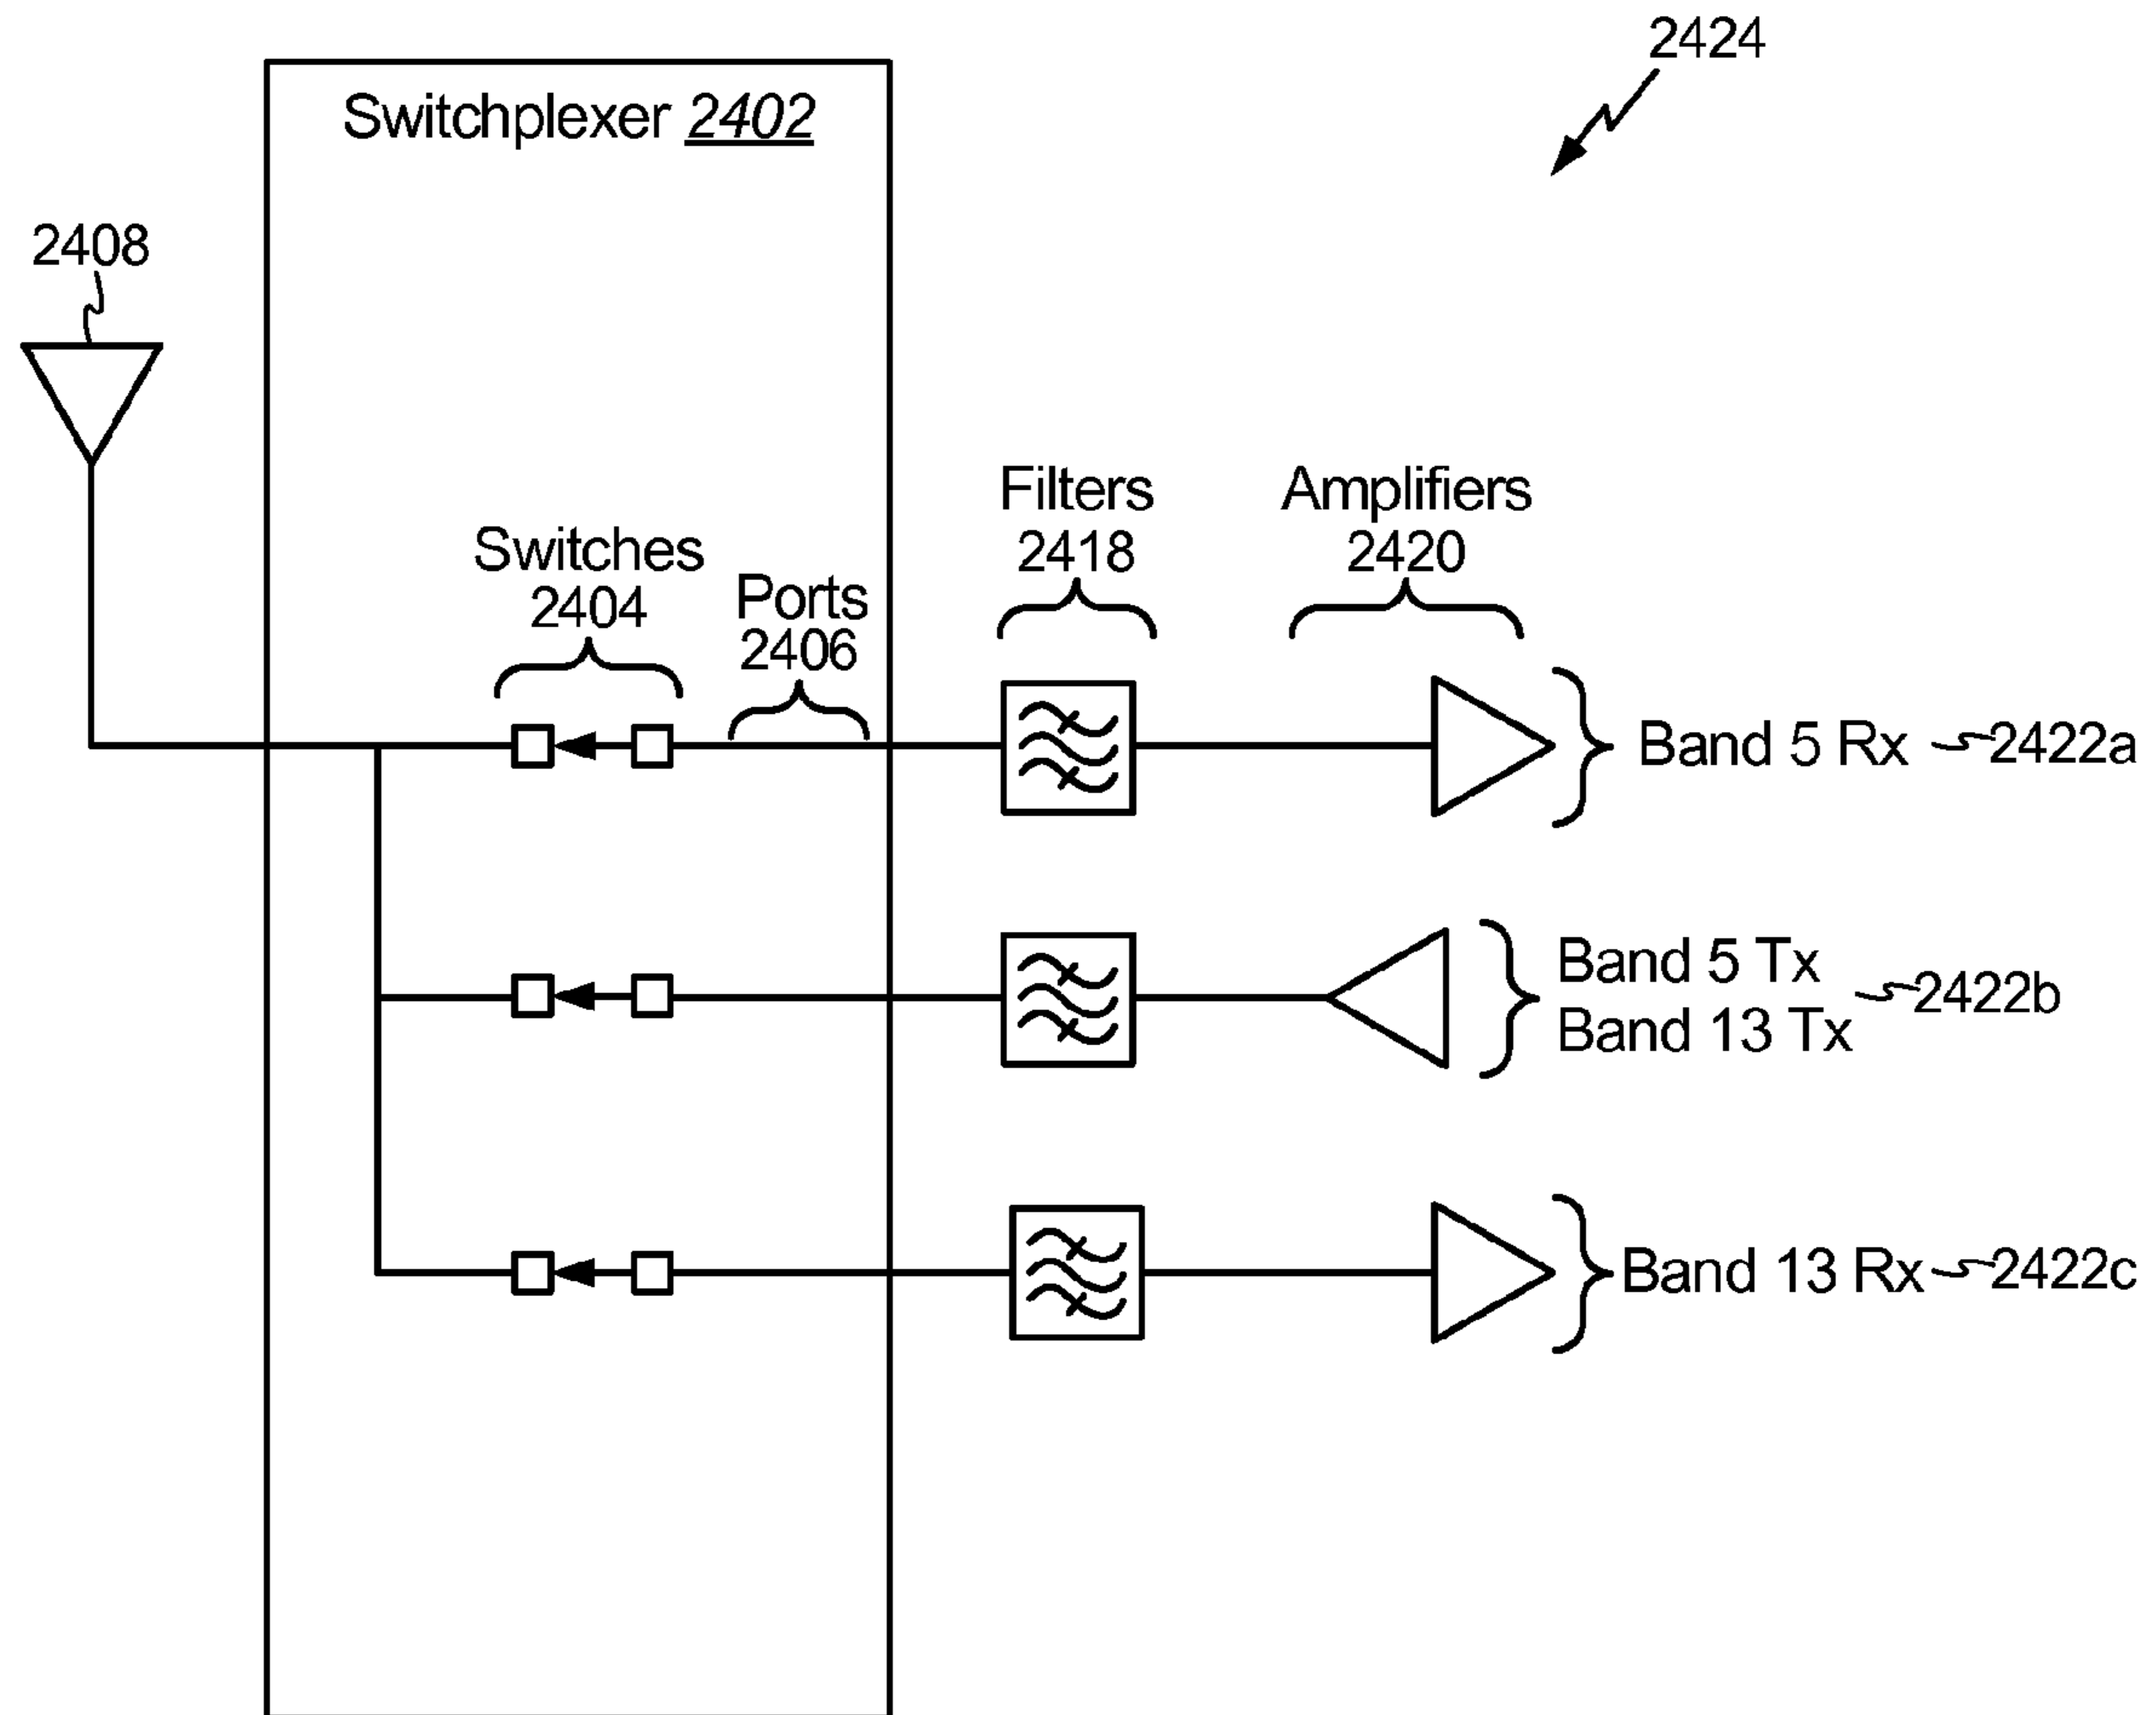 2424
Switchplexer 2402
2408
Filters
2418
Amplifiers
2420
Switches
2404
Ports
2406
Band 5 Rx 2422a
Band 5 Tx
Band 13 Tx
2422b
Band 13 Rx 2422c